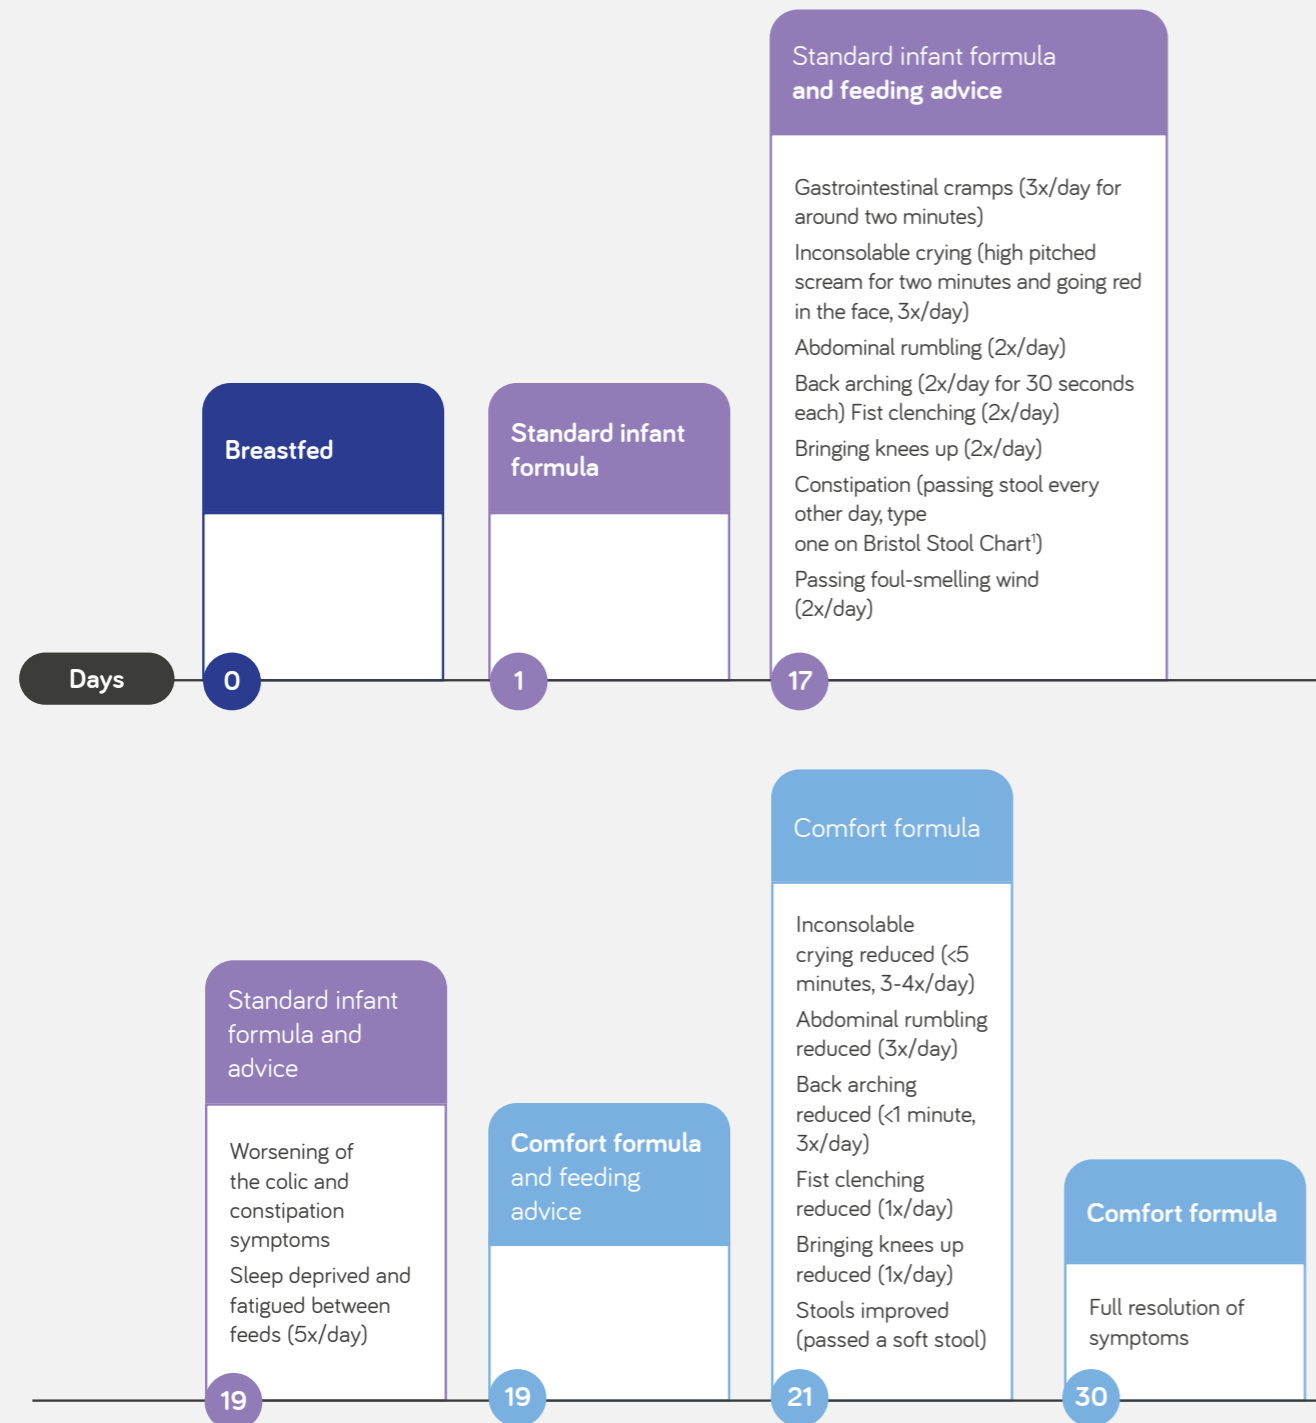 Standard infant formula
and feeding advice
Gastrointestinal cramps (3x/day for
around two minutes)
Inconsolable crying (high pitched
scream for two minutes and going red
in the face, 3x/day)
Abdominal rumbling (2x/day)
Back arching (2x/day for 30 seconds
each) Fist clenching (2x/day)
Bringing knees up (2x/day)
Constipation (passing stool every
other day, type
one on Bristol Stool Chart¹)
Passing foul-smelling wind
(2x/day)
Breastfed
Standard infant
formula
Days
0
1
17
Standard infant
formula and
advice
Worsening of
the colic and
constipation
symptoms
Sleep deprived and
fatigued between
feeds (5x/day)
19
Comfort formula
and feeding
advice
19
Comfort formula
Inconsolable
crying reduced (<5
minutes, 3-4x/day)
Abdominal rumbling
reduced (3x/day)
Back arching
reduced (<1 minute,
3x/day)
Fist clenching
reduced (1x/day)
Bringing knees up
reduced (1x/day)
Stools improved
(passed a soft stool)
21
Comfort formula
Full resolution of
symptoms
30